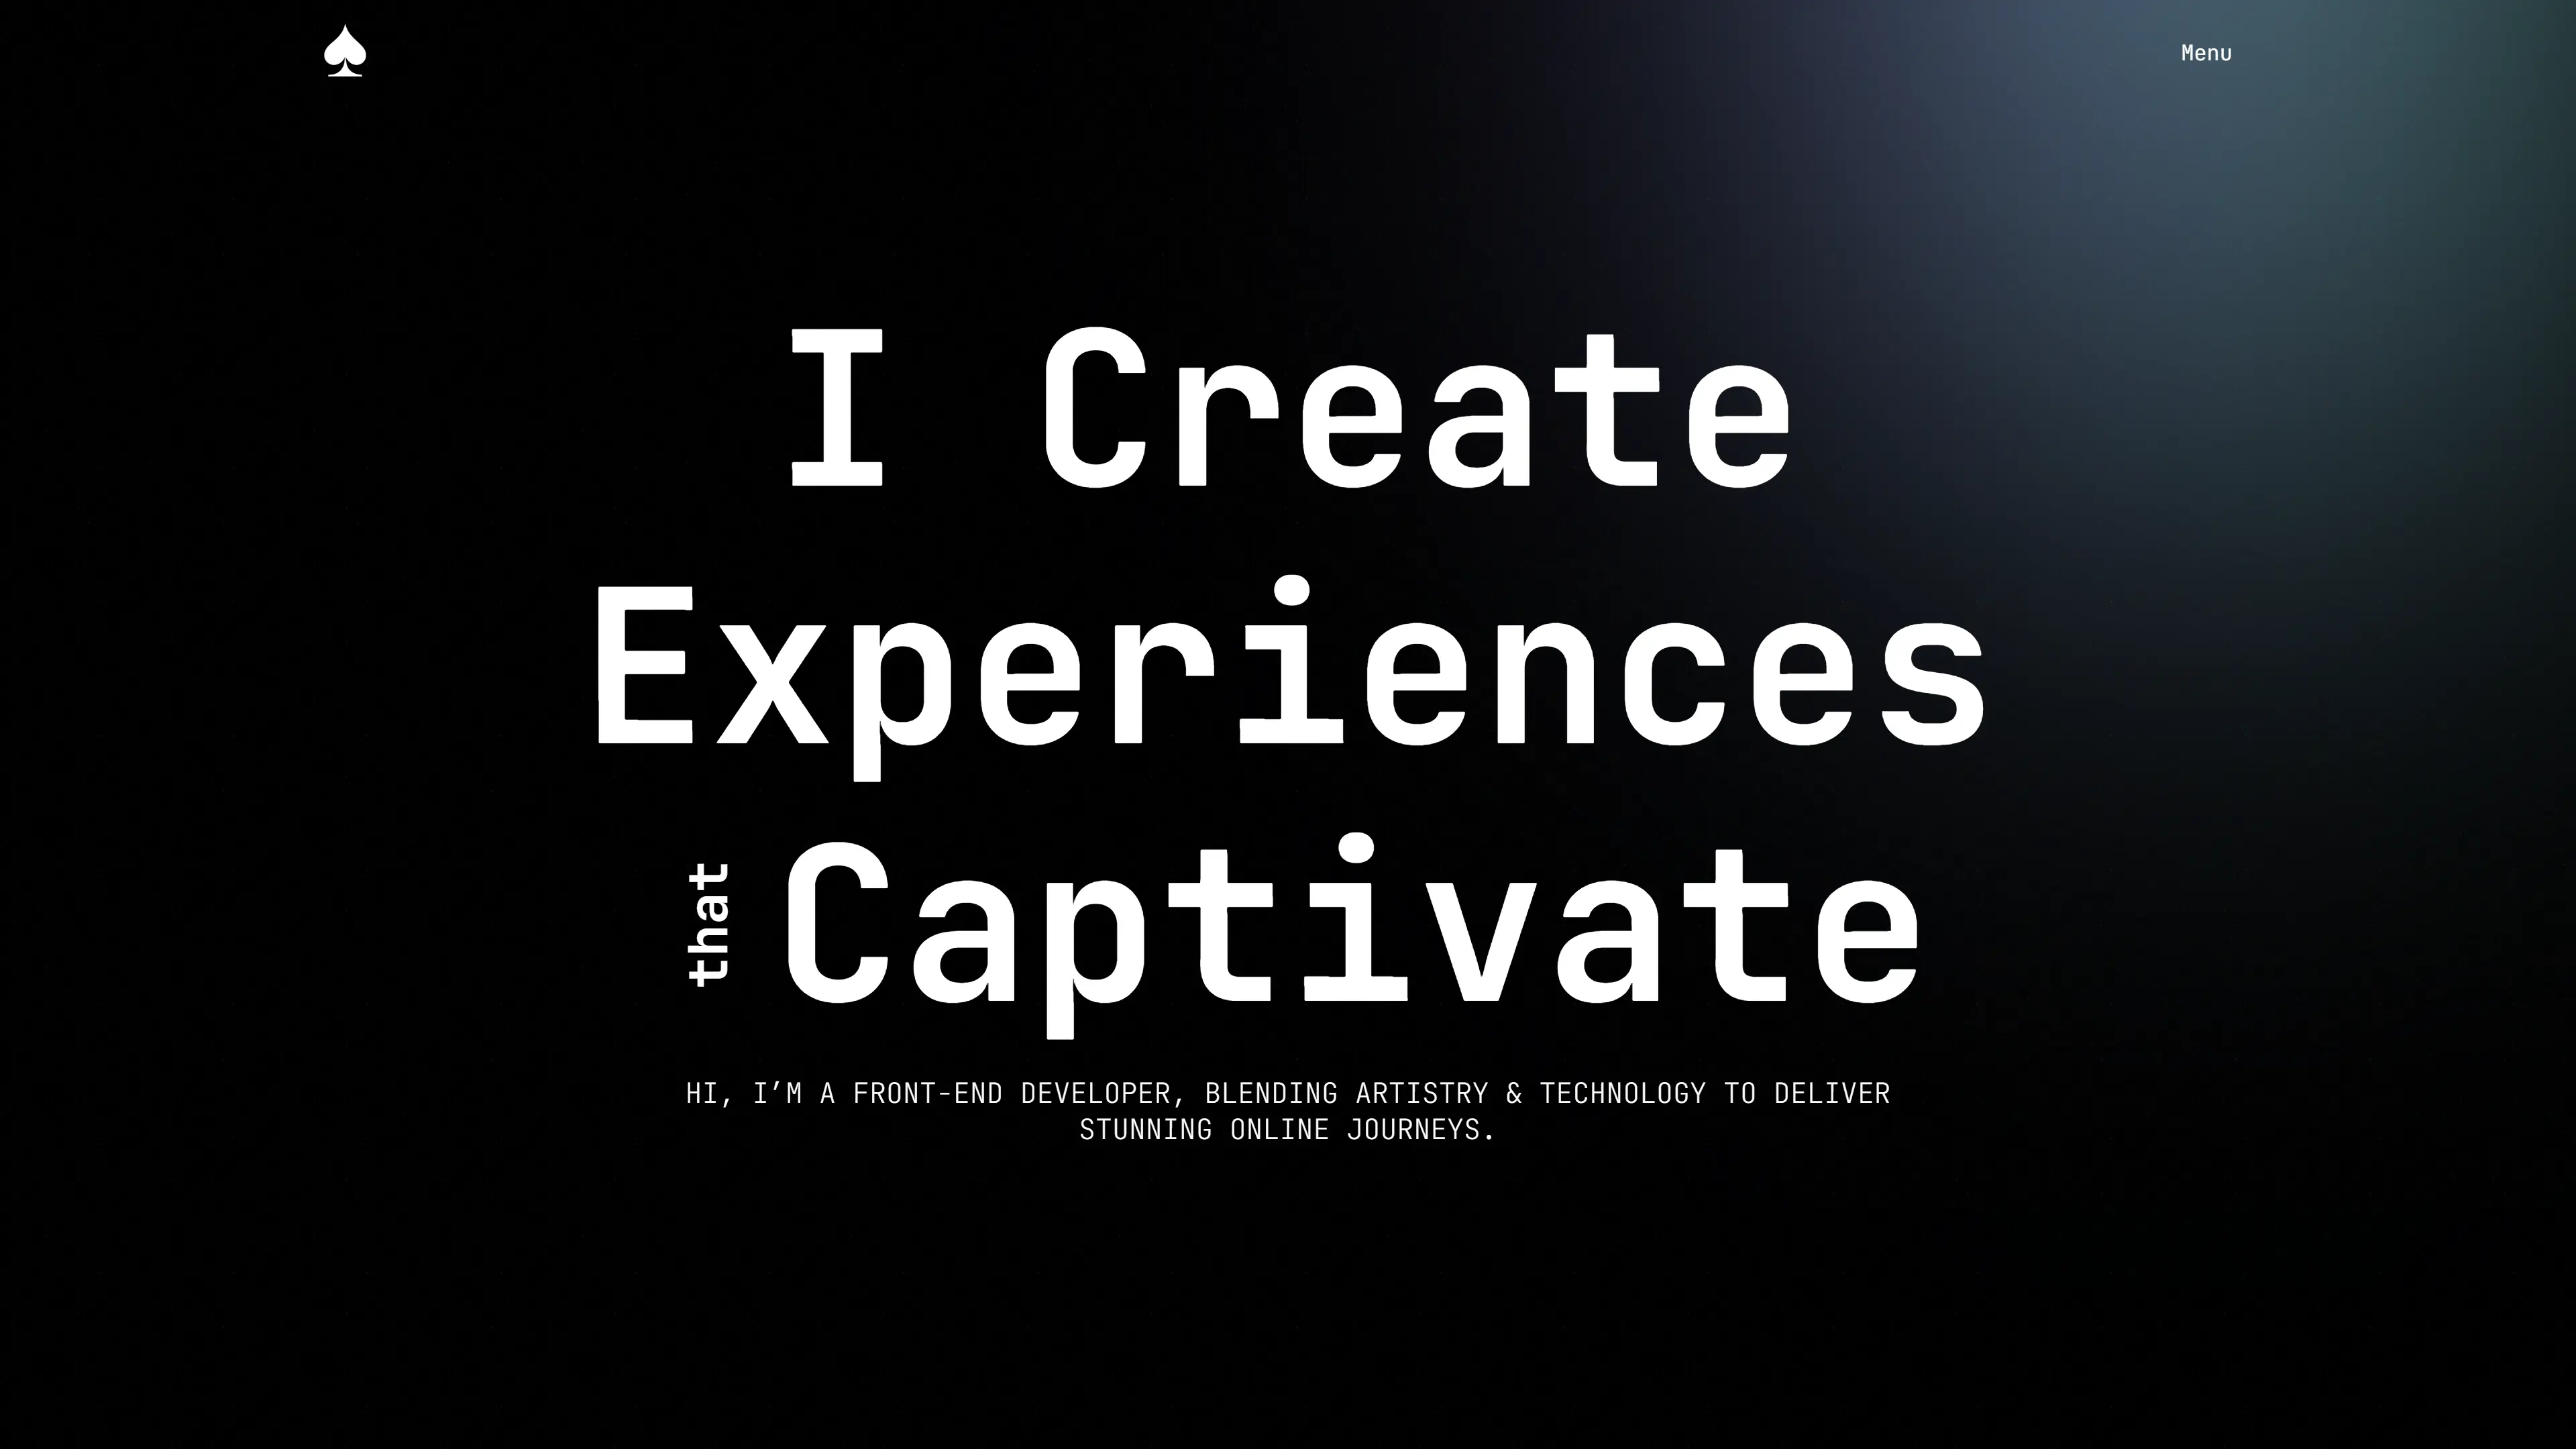 Menu
I Create
Experiences
that Captivate
HI, I’M A FRONT-END DEVELOPER, BLENDING ARTISTRY & TECHNOLOGY TO DELIVER
STUNNING ONLINE JOURNEYS.